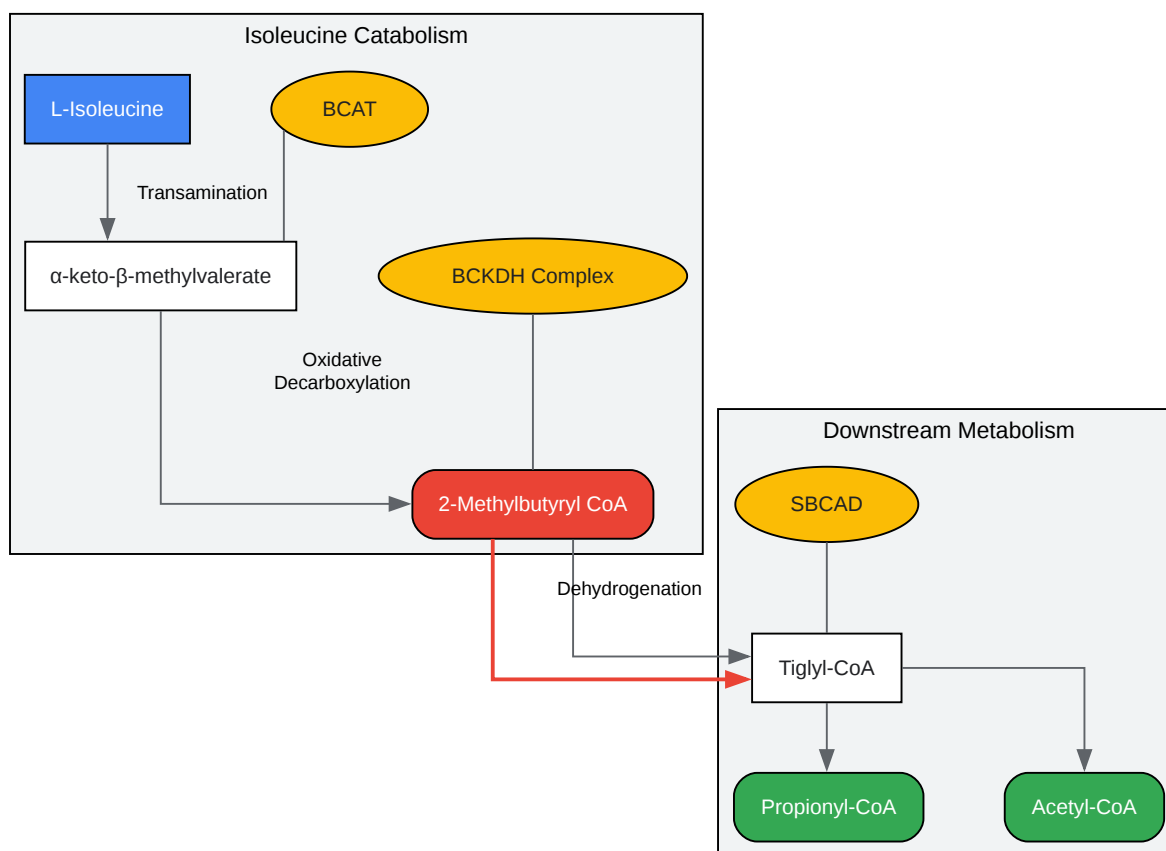 Isoleucine Catabolism
L-Isoleucine
BCAT
Transamination
α-keto-β-methylvalerate
BCKDH Complex
Oxidative
Decarboxylation
2-Methylbutyryl CoA
Dehydrogenation
Downstream Metabolism
SBCAD
Tiglyl-CoA
Propionyl-CoA
Acetyl-CoA